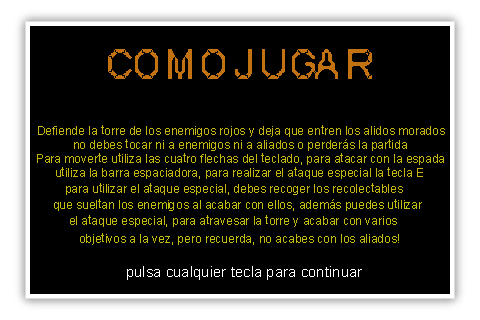 COMO JUGAR
Defiende la torre de los enemigos rojos y deja que entren los alidos morados
no debes tocar ni a enemigos ni a aliados o perderás la partida
Para moverte utiliza las cuatro flechas del teclado, para atacar con la espada
utiliza la barra espaciadora, para realizar el ataque especial la tecla E
para utilizar el ataque especial, debes recoger los recolectables
que sueltan los enemigos al acabar con ellos, además puedes utilizar
el ataque especial, para atravesar la torre y acabar con varios
objetivos a la vez, pero recuerda, no acabes con los aliados!
pulsa cualquier tecla para continuar